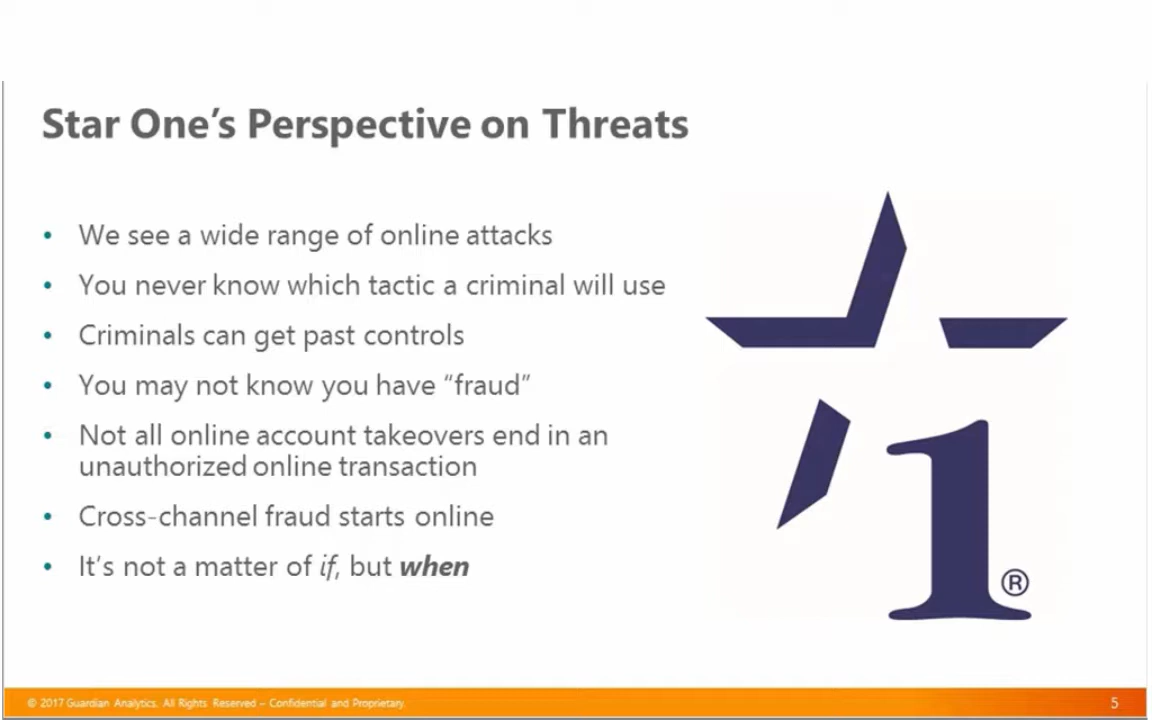 Star One’s Perspective on Threats
• We see a wide range of online attacks
• You never know which tactic a criminal will use
• Criminals can get past controls
• You may not know you have “fraud”
• Not all online account takeovers end in an
unauthorized online transaction
• Cross-channel fraud starts online
• It’s not a matter of if, but when
1®
© 2017 Guardian Analytics. All Rights Reserved – Confidential and Proprietary.
5